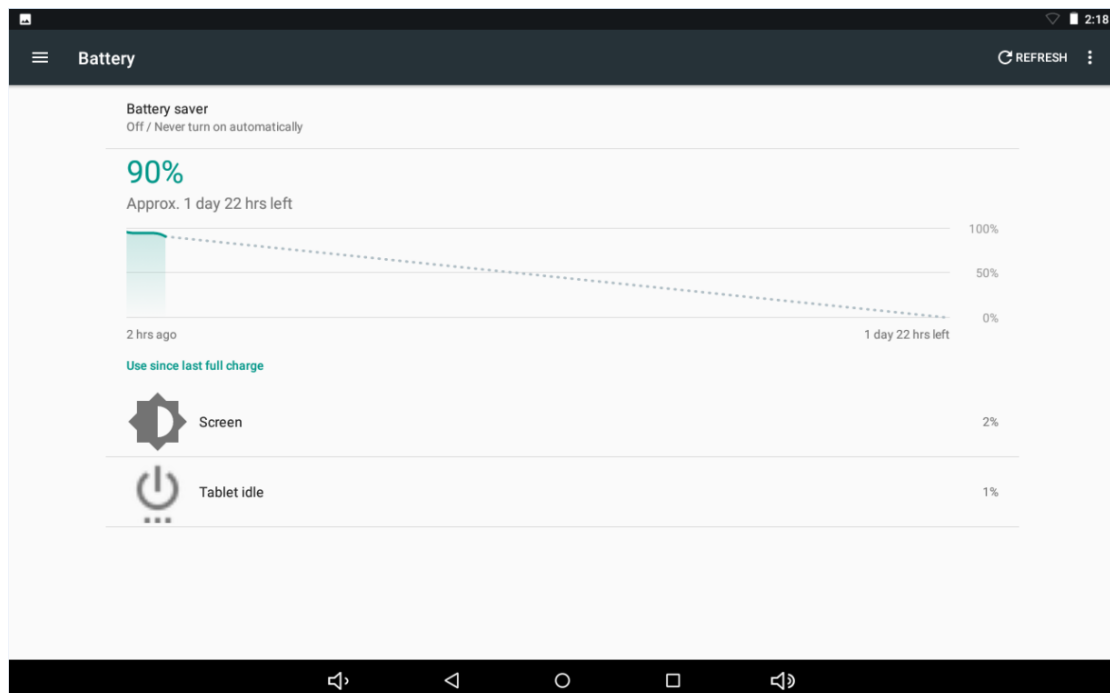 2:18
Battery
REFRESH
Battery saver
Off / Never turn on automatically
90%
Approx. 1 day 22 hrs left
100%
50%
0%
2 hrs ago
1 day 22 hrs left
Use since last full charge
Screen
2%
Tablet idle
1%